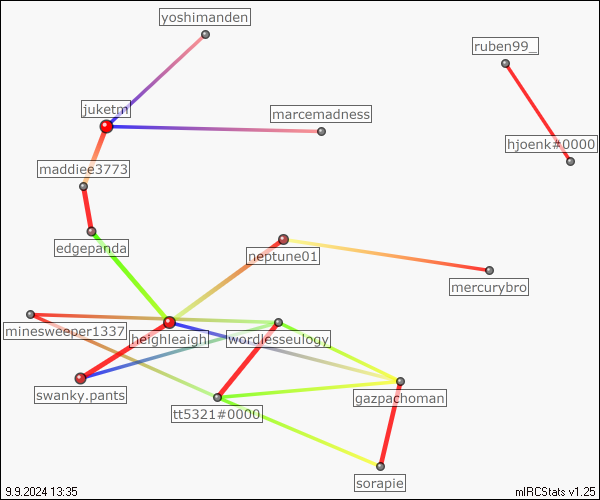 yoshimanden
ruben99_
juketm
marcemadness
hjoenk#0000
maddiee3773
edgepanda
neptune01
mercurybro
minesweeper1337
heighleaigh
wordlesseulogy
swanky.pants
gazpachoman
tt5321#0000
sorapie
9.9.2024 13:35
mIRCStats v1.25